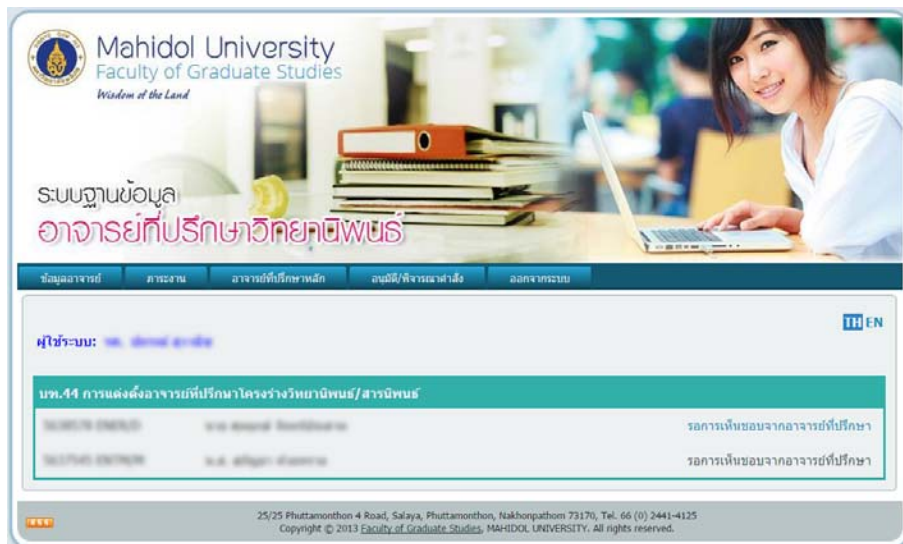 Mahidol University
Faculty of Graduate Studies
Wisdom of the Land
ระบบฐานข้อมูล
อาจารย์ที่ปรึกษาวิทยานิพนธ์
ข้อมูลอาจารย์ ภาระงาน อาจารย์ที่ปรึกษาหลัก อนุมัติ/พิจารณาคำสั่ง ออกจากระบบ
TH EN
ผู้ใช้ระบบ:
บฑ.44 การแต่งตั้งอาจารย์ที่ปรึกษาโครงร่างวิทยานิพนธ์/สารนิพนธ์
รอการเห็นชอบจากอาจารย์ที่ปรึกษา
รอการเห็นชอบจากอาจารย์ที่ปรึกษา
25/25 Phuttamonthon 4 Road, Salaya, Phuttamonthon, Nakhonpathom 73170, Tel. 66 (0) 2441-4125
Copyright © 2013 Faculty of Graduate Studies, MAHIDOL UNIVERSITY. All rights reserved.